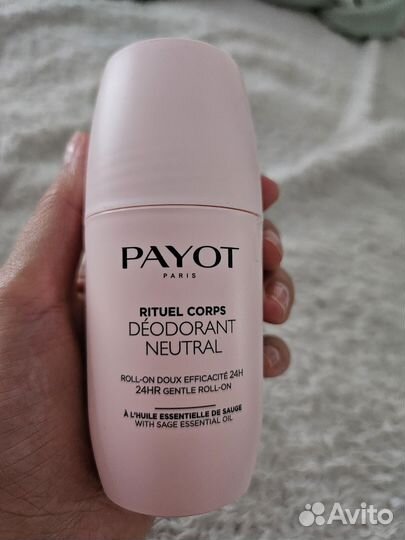 PAYOT
PARIS
RITUEL CORPS
DÉODORANT
NEUTRAL
ROLL-ON DOUX EFFICACITÉ 24H
24HR GENTLE ROLL-ON
À L'HUILE ESSENTIELLE DE SAUGE
WITH SAGE ESSENTIAL OIL
Avito